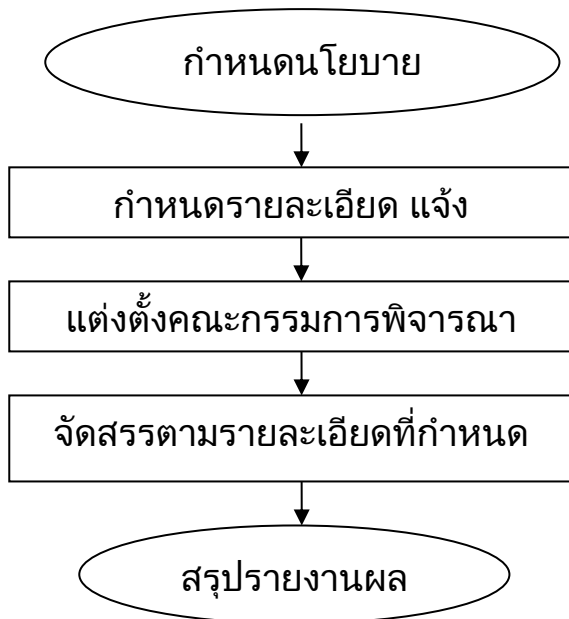 กำหนดนโยบาย
กำหนดรายละเอียด แจ้ง
แต่งตั้งคณะกรรมการพิจารณา
จัดสรรตามรายละเอียดที่กำหนด
สรุปรายงานผล